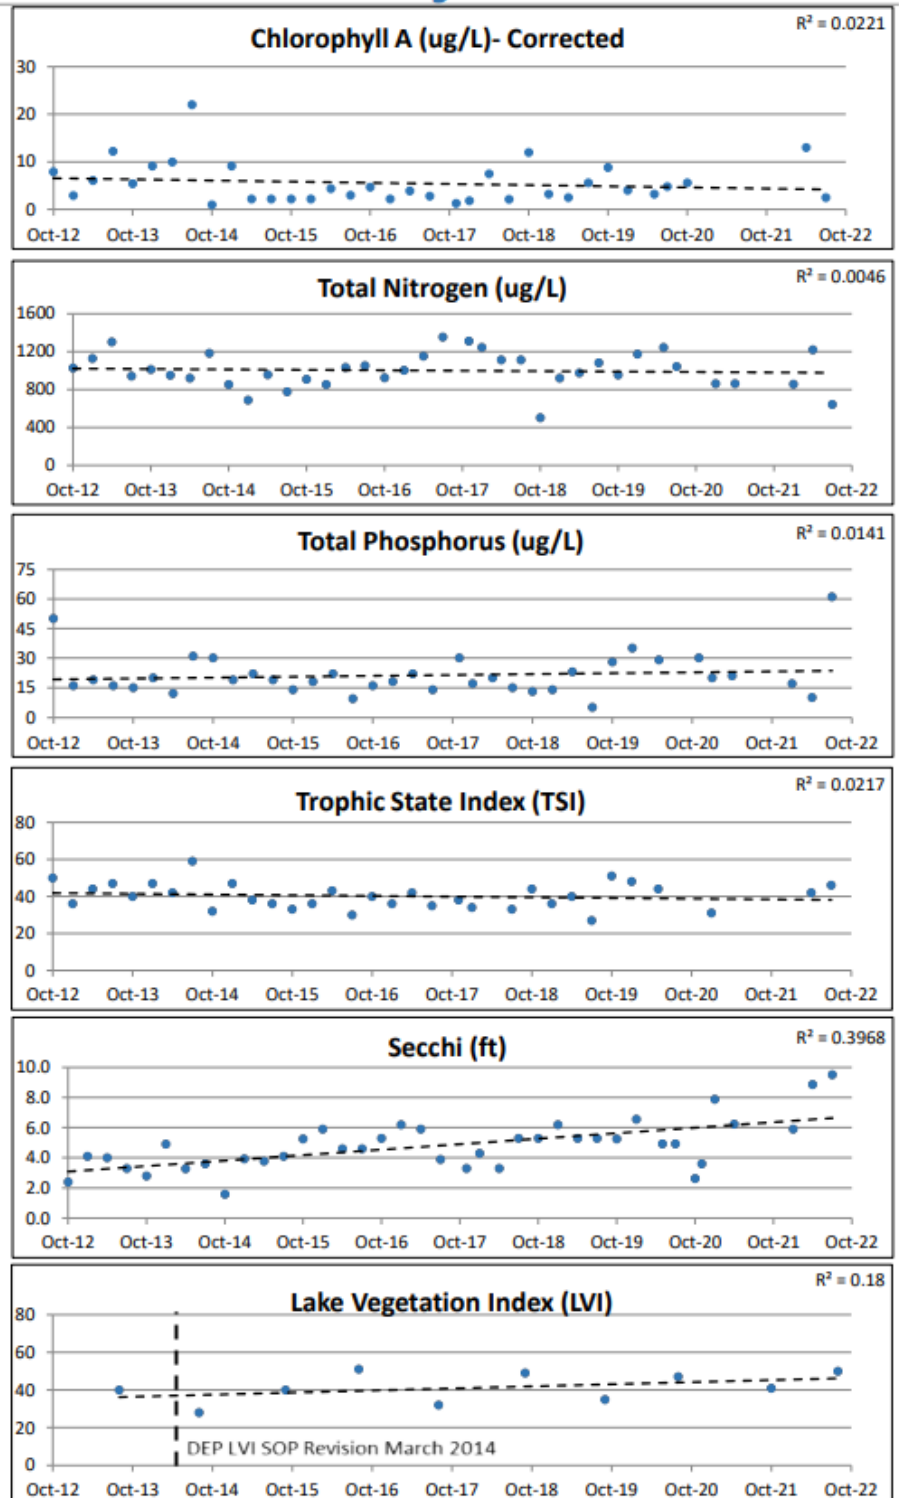 R² = 0.0221
Chlorophyll A (ug/L)- Corrected
30
20
10
0
Oct-12 Oct-13 Oct-14 Oct-15 Oct-16 Oct-17 Oct-18 Oct-19 Oct-20 Oct-21 Oct-22
R² = 0.0046
Total Nitrogen (ug/L)
1600
1200
800
400
0
Oct-12 Oct-13 Oct-14 Oct-15 Oct-16 Oct-17 Oct-18 Oct-19 Oct-20 Oct-21 Oct-22
R² = 0.0141
Total Phosphorus (ug/L)
75
60
45
30
15
0
Oct-12 Oct-13 Oct-14 Oct-15 Oct-16 Oct-17 Oct-18 Oct-19 Oct-20 Oct-21 Oct-22
R² = 0.0217
Trophic State Index (TSI)
80
60
40
20
0
Oct-12 Oct-13 Oct-14 Oct-15 Oct-16 Oct-17 Oct-18 Oct-19 Oct-20 Oct-21 Oct-22
R² = 0.3968
Secchi (ft)
10.0
8.0
6.0
4.0
2.0
0.0
Oct-12 Oct-13 Oct-14 Oct-15 Oct-16 Oct-17 Oct-18 Oct-19 Oct-20 Oct-21 Oct-22
R² = 0.18
Lake Vegetation Index (LVI)
80
60
40
20
DEP LVI SOP Revision March 2014
0
Oct-12 Oct-13 Oct-14 Oct-15 Oct-16 Oct-17 Oct-18 Oct-19 Oct-20 Oct-21 Oct-22